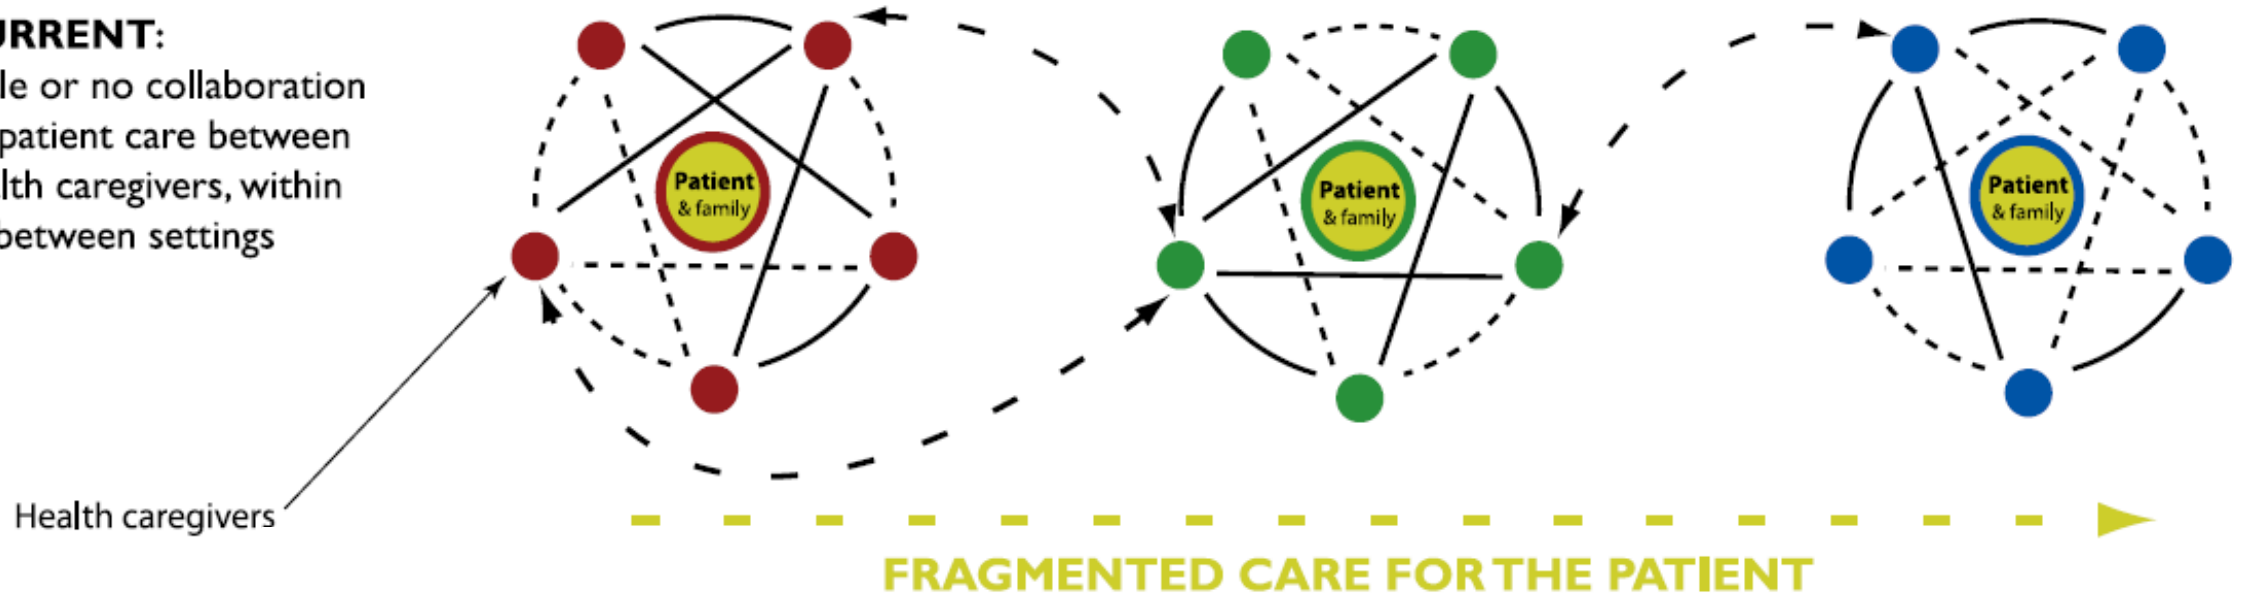 URRENT:
le or no collaboration
patient care between
lth caregivers, within
between settings
Patient
& family
Patient
& family
Patient
& family
Health caregivers
FRAGMENTED CARE FOR THE PATIENT